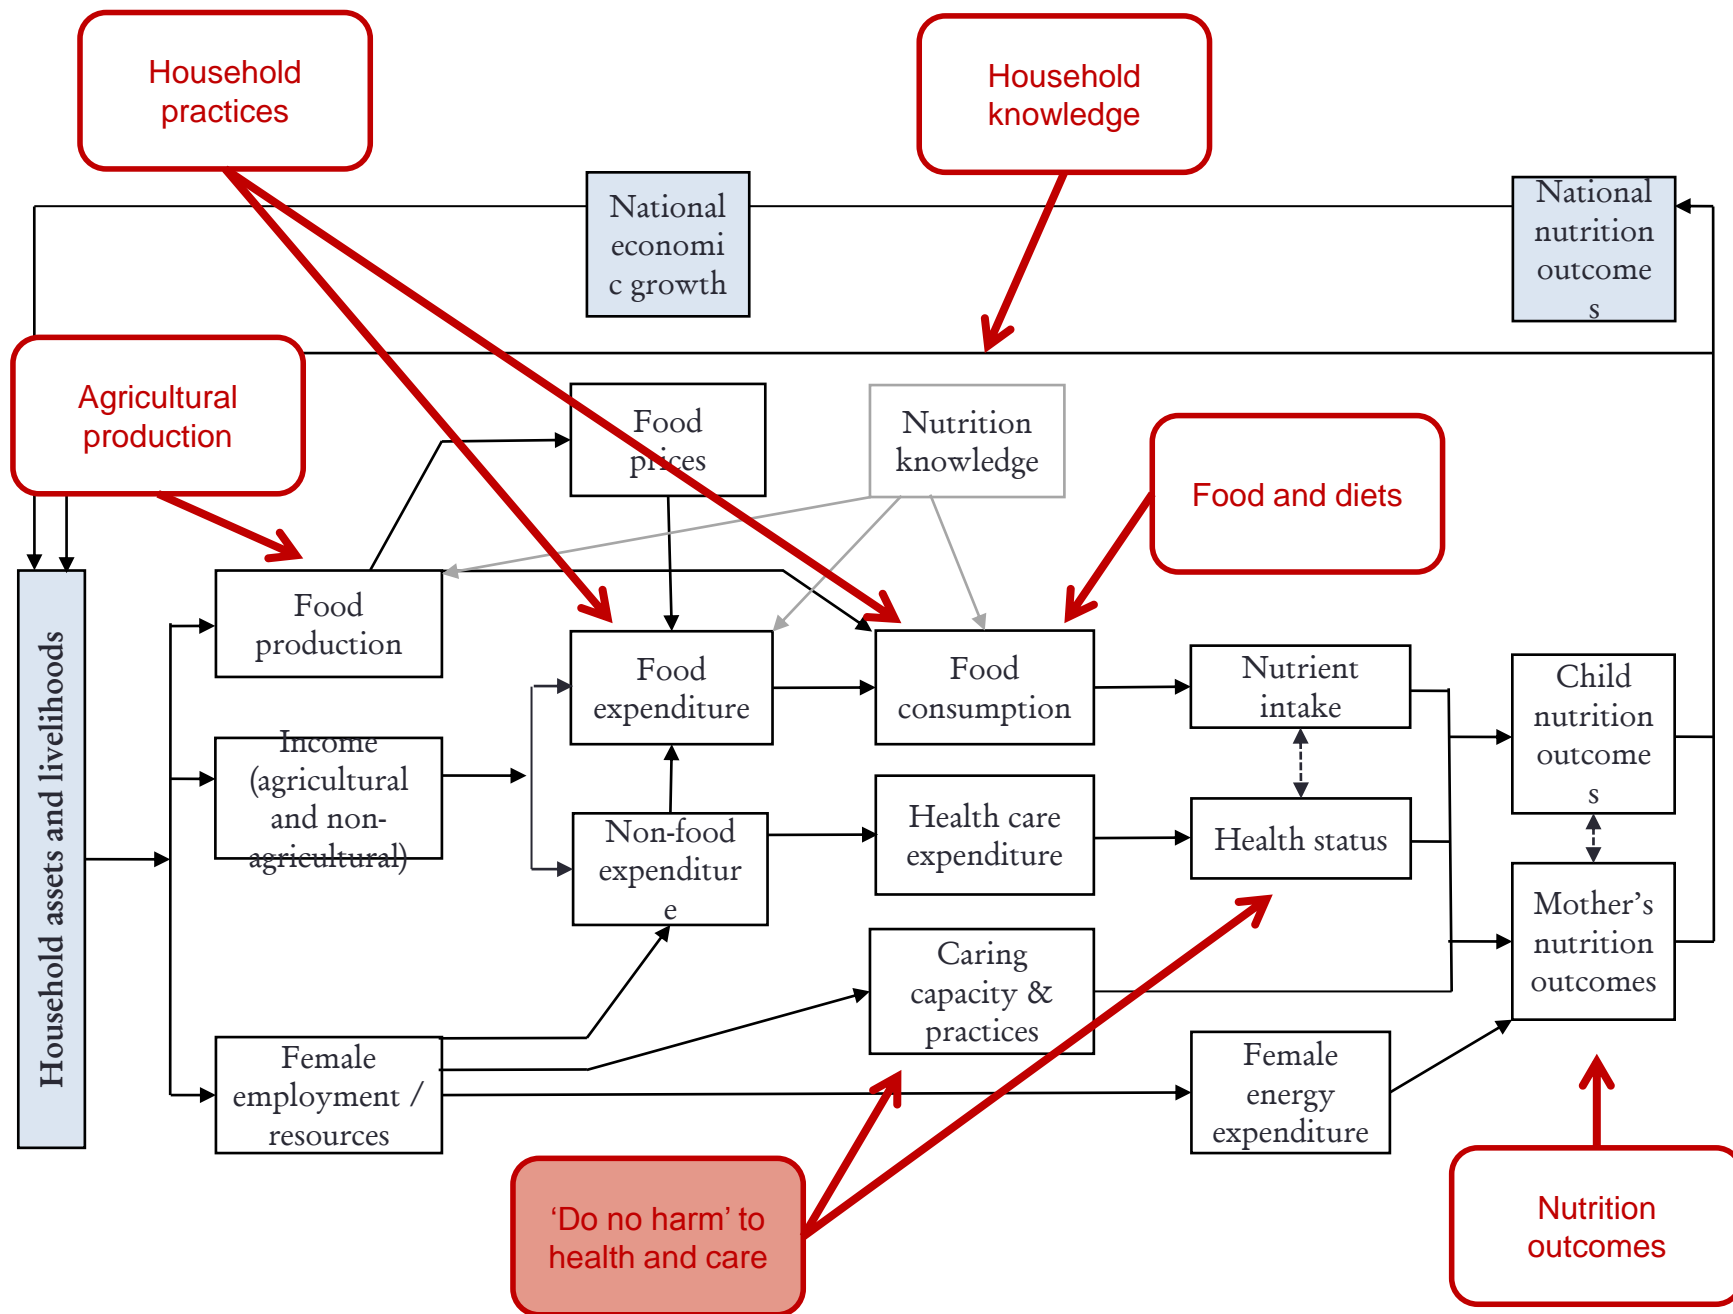 Household
practices
Household
knowledge
National
economi
c growth
National
nutrition
outcome
s
Agricultural
production
Food
prices
Nutrition
knowledge
Food and diets
Household assets and livelihoods
Food
production
Food
expenditure
Food
consumption
Nutrient
intake
Child
nutrition
outcome
s
Income
(agricultural
and non-
agricultural)
Non-food
expenditur
e
Health care
expenditure
Health status
Mother’s
nutrition
outcomes
Caring
capacity &
practices
Female
employment /
resources
Female
energy
expenditure
‘Do no harm’ to
health and care
Nutrition
outcomes